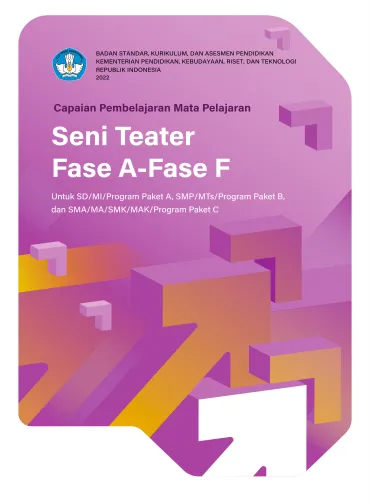 BADAN STANDAR, KURIKULUM, DAN ASESMEN PENDIDIKAN
KEMENTERIAN PENDIDIKAN, KEBUDAYAAN, RISET, DAN TEKNOLOGI
REPUBLIK INDONESIA
2022
Capaian Pembelajaran Mata Pelajaran
Seni Teater
Fase A-Fase F
Untuk SD/MI/Program Paket A, SMP/MTs/Program Paket B,
dan SMA/MA/SMK/MAK/Program Paket C